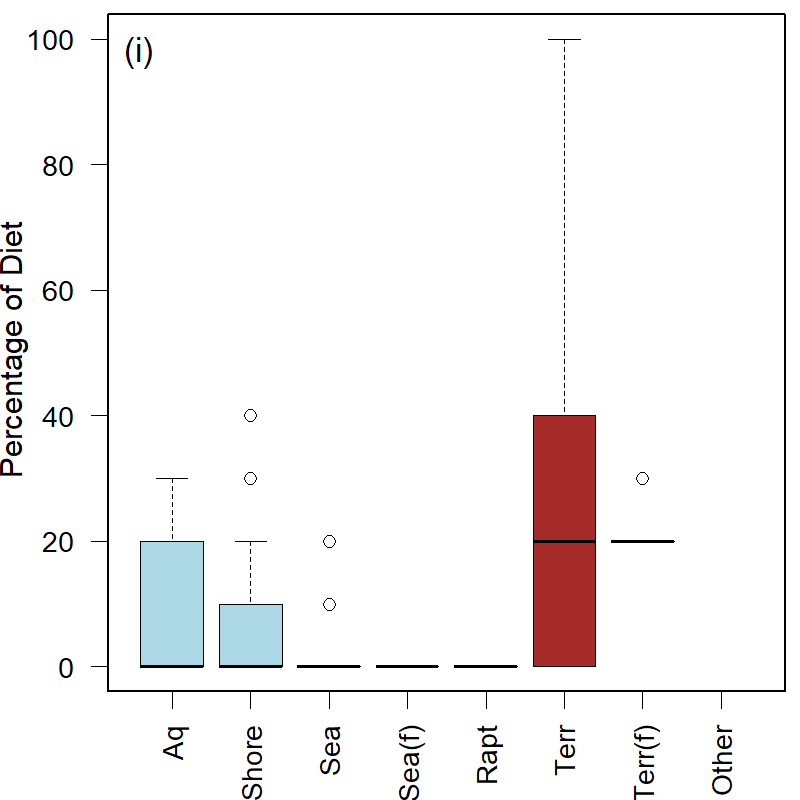 (i)
Percentage of Diet
100
80
60
40
20
0
Aq
Shore
Sea
Sea(f)
Rapt
Terr
Terr(f)
Other